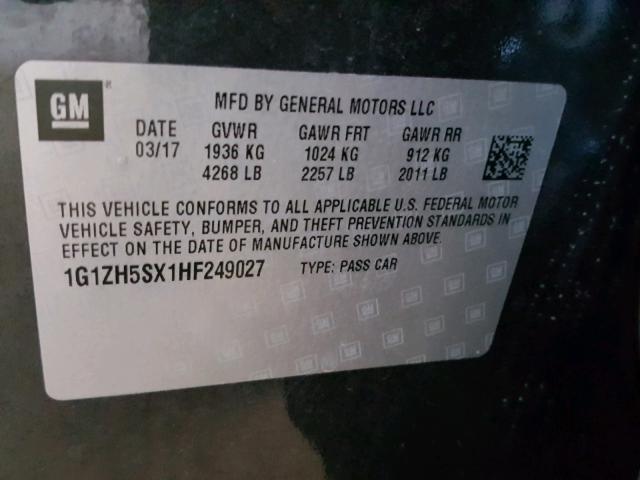 GM
MFD BY GENERAL MOTORS LLC
DATE GVWR GAWR FRT GAWR RR
03/17 1936 KG 1024 KG 912 KG
4268 LB 2257 LB 2011 LB
THIS VEHICLE CONFORMS TO ALL APPLICABLE U.S. FEDERAL MOTOR
VEHICLE SAFETY, BUMPER, AND THEFT PREVENTION STANDARDS IN
EFFECT ON THE DATE OF MANUFACTURE SHOWN ABOVE.
1G1ZH5SX1HF249027 TYPE: PASS CAR